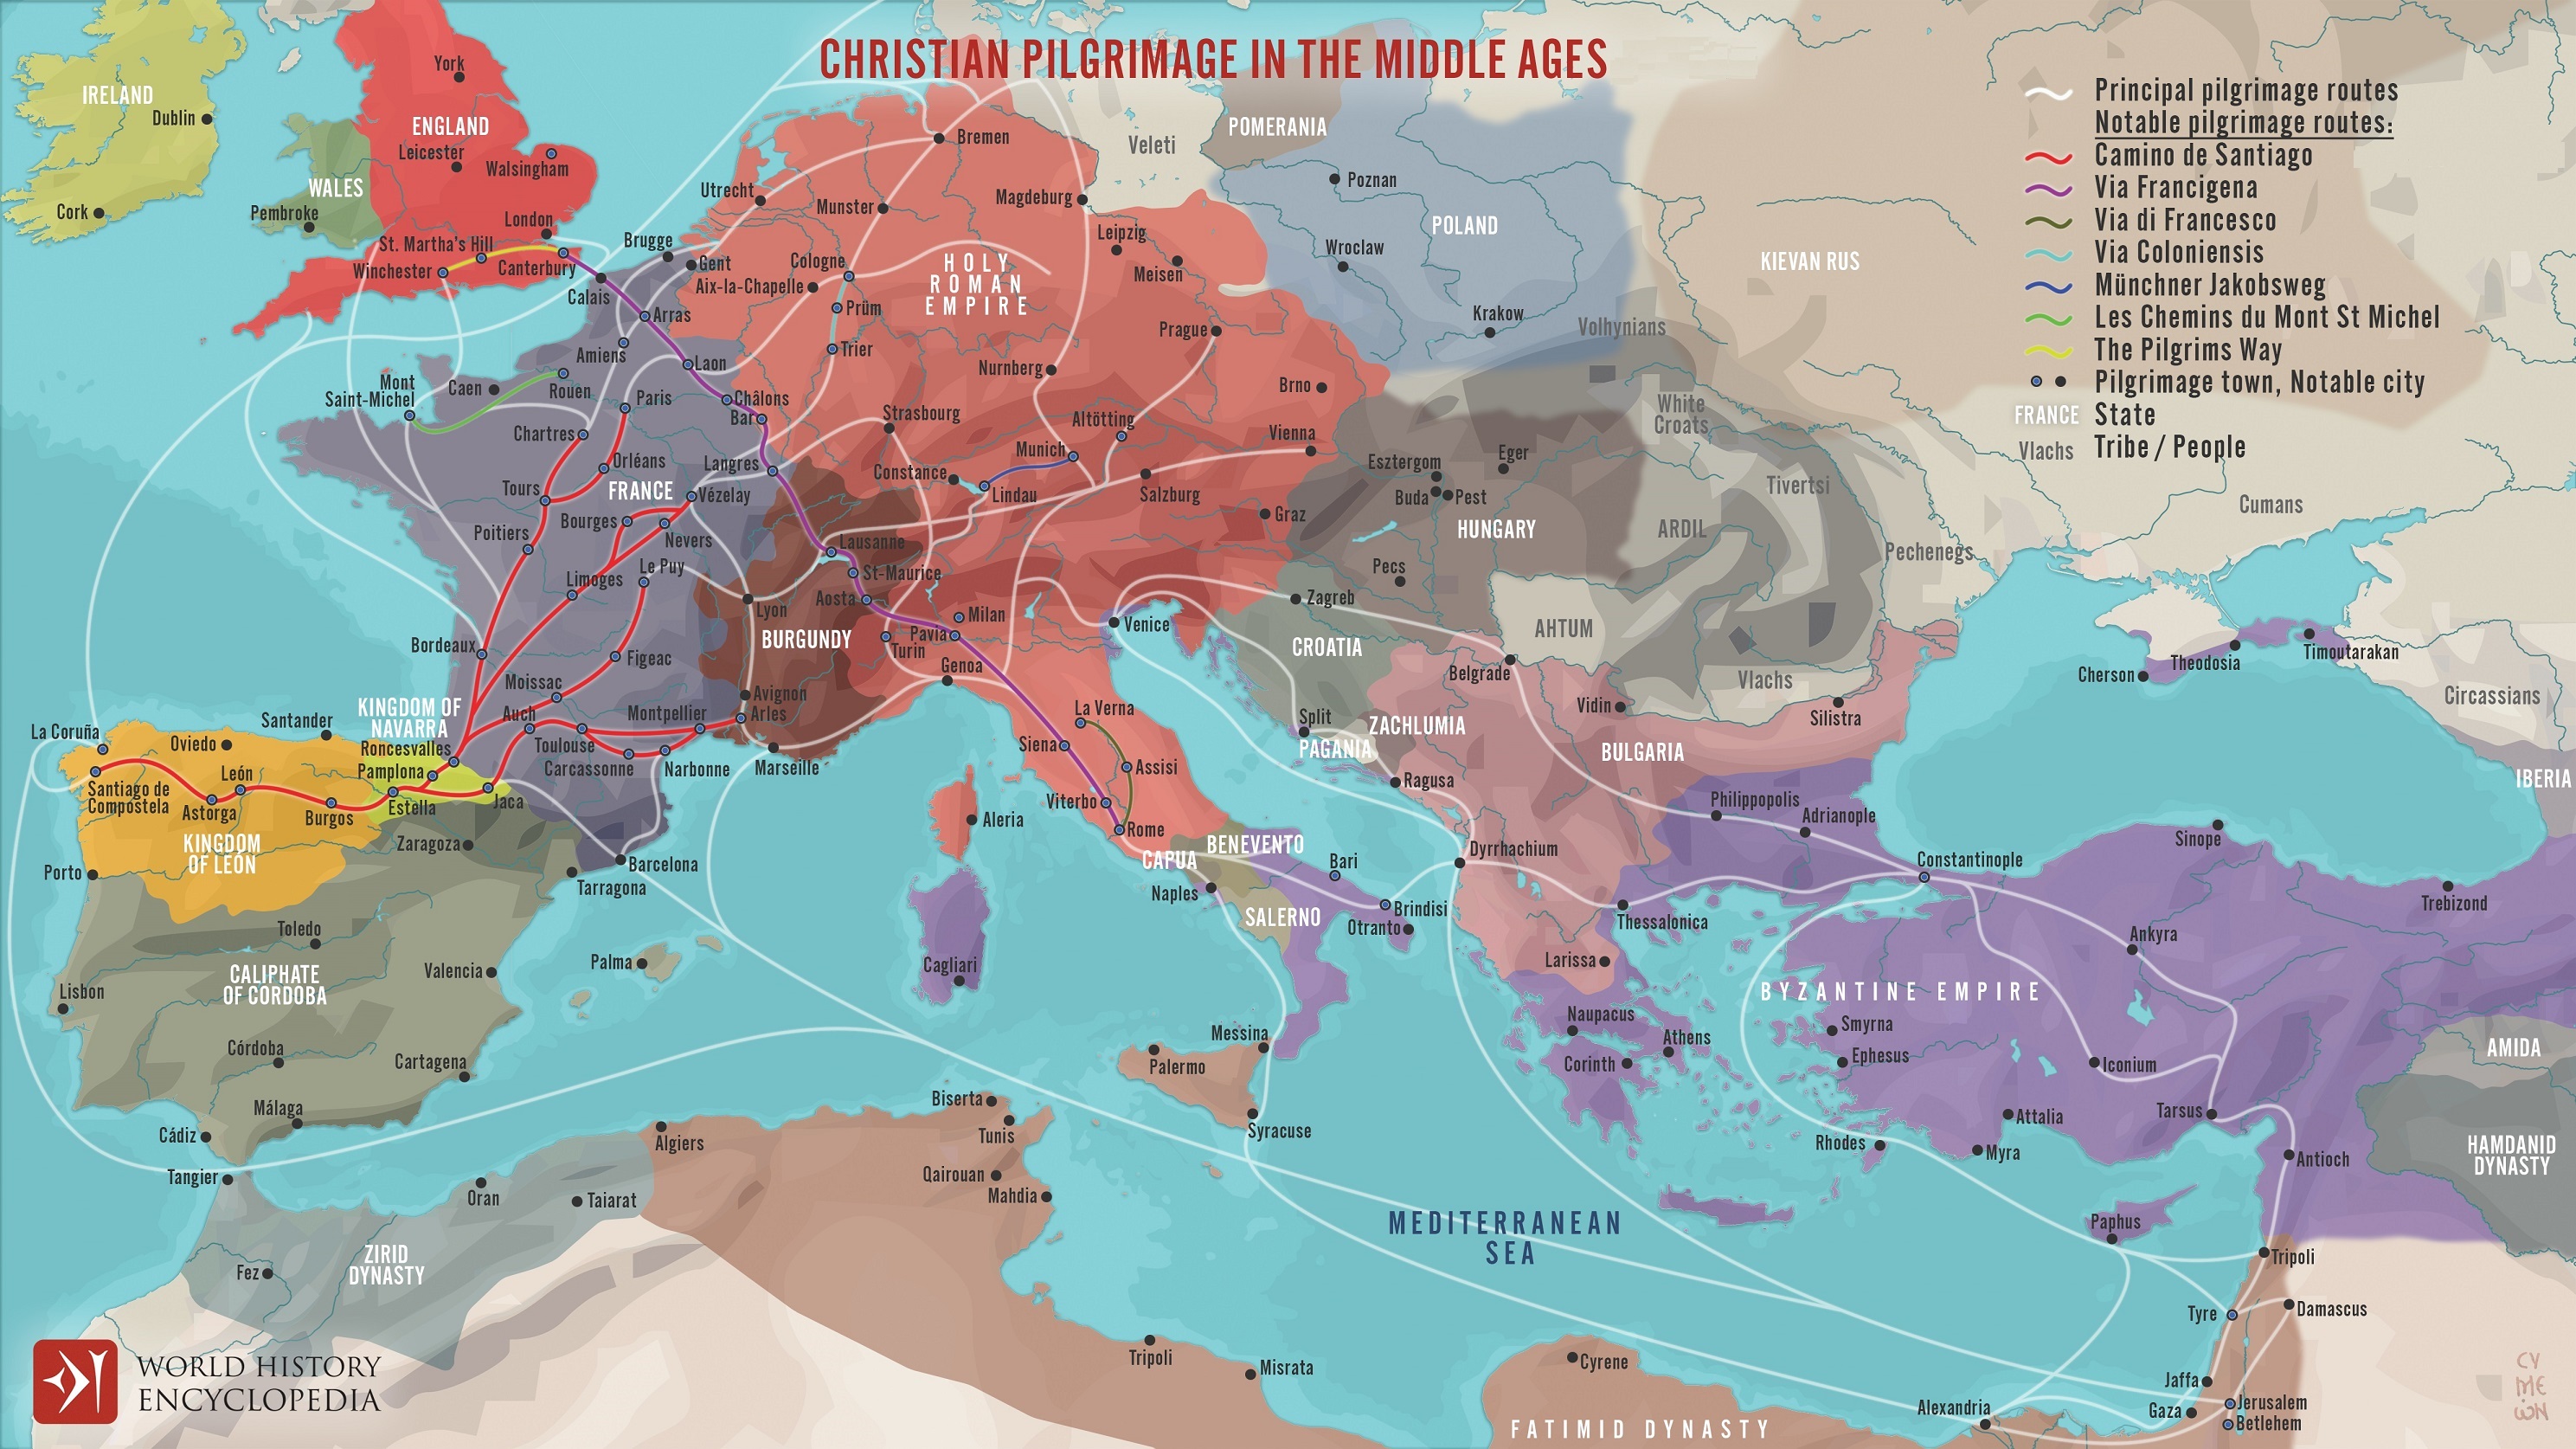 CHRISTIAN PILGRIMAGE IN THE MIDDLE AGES
Principal pilgrimage routes
Notable pilgrimage routes:
Camino de Santiago
Via Francigena
Via di Francesco
Via Coloniensis
Münchner Jakobsweg
Les Chemins du Mont St Michel
The Pilgrims Way
Pilgrimage town, Notable city
FRANCE State
Vlachs Tribe / People
IRELAND
Dublin
Cork
York
ENGLAND
Leicester
Walsingham
WALES
Pembroke
London
St. Martha's Hill
Winchester
Canterbury
Calais
Brugge
Gent
Utrecht
Munster
Bremen
Magdeburg
Veleti
POMERANIA
Poznan
POLAND
Wroclaw
Krakow
Leipzig
Meisen
Cologne
Aix-la-Chapelle
HOLY
ROMAN
EMPIRE
Prüm
Trier
Arras
Amiens
Laon
Prague
Nurnberg
Brno
Volhynians
KIEVAN RUS
Mont
Saint-Michel
Caen
Rouen
Paris
Châlons
Bar
Strasbourg
Altötting
Munich
Vienna
White
Croats
Chartres
Orléans
Langres
Constance
Lindau
Salzburg
Esztergom
Eger
Buda
Pest
Tivertsi
Cumans
Tours
FRANCE
Vézelay
Bourges
Nevers
Poitiers
Graz
HUNGARY
ARDIL
Pechenegs
Lausanne
St-Maurice
Aosta
Le Puy
Limoges
Lyon
Pecs
Zagreb
Milan
Pavia
Turin
Venice
BURGUNDY
Genoa
CROATIA
AHTUM
Belgrade
Vlachs
Vidin
Silistra
Cherson
Theodosia
Timoutarakan
Circassians
IBERIA
Bordeaux
Figeac
Moissac
Avignon
Arles
KINGDOM OF
NAVARRA
Roncesvalles
Auch
Montpellier
Toulouse
Carcassonne
Narbonne
Marseille
La Coruña
Oviedo
Santander
Pamplona
León
Santiago de
Compostela
Astorga
Burgos
Estella
Jaca
KINGDOM
OF LEÓN
Zaragoza
Barcelona
Tarragona
Porto
La Verna
Siena
Assisi
Viterbo
Rome
Aleria
Split
PAGANIA
ZACHLUMIA
Ragusa
BULGARIA
Philippopolis
Adrianople
Constantinople
Sinope
Trebizond
CAPUA
BENEVENTO
Naples
Bari
SALERNO
Brindisi
Otranto
Dyrrhachium
Thessalonica
Larissa
Ankyra
BYZANTINE EMPIRE
Toledo
CALIPHATE
OF CÓRDOBA
Valencia
Palma
Cagliari
Lisbon
Córdoba
Cartagena
Málaga
Cádiz
Messina
Palermo
Syracuse
Naupacus
Athens
Corinth
Smyrna
Ephesus
Iconium
Attalia
Tarsus
AMIDA
HAMDANID
DYNASTY
Tangier
Oran
Taiarat
Algiers
Biserta
Tunis
Qairouan
Mahdia
Rhodes
Myra
Antioch
Paphus
Fez
ZIRID
DYNASTY
MEDITERRANEAN
SEA
Tripoli
Tyre
Damascus
Tripoli
Misrata
Cyrene
FATIMID DYNASTY
Alexandria
Jaffa
Gaza
Jerusalem
Betlehem
WORLD HISTORY
ENCYCLOPEDIA